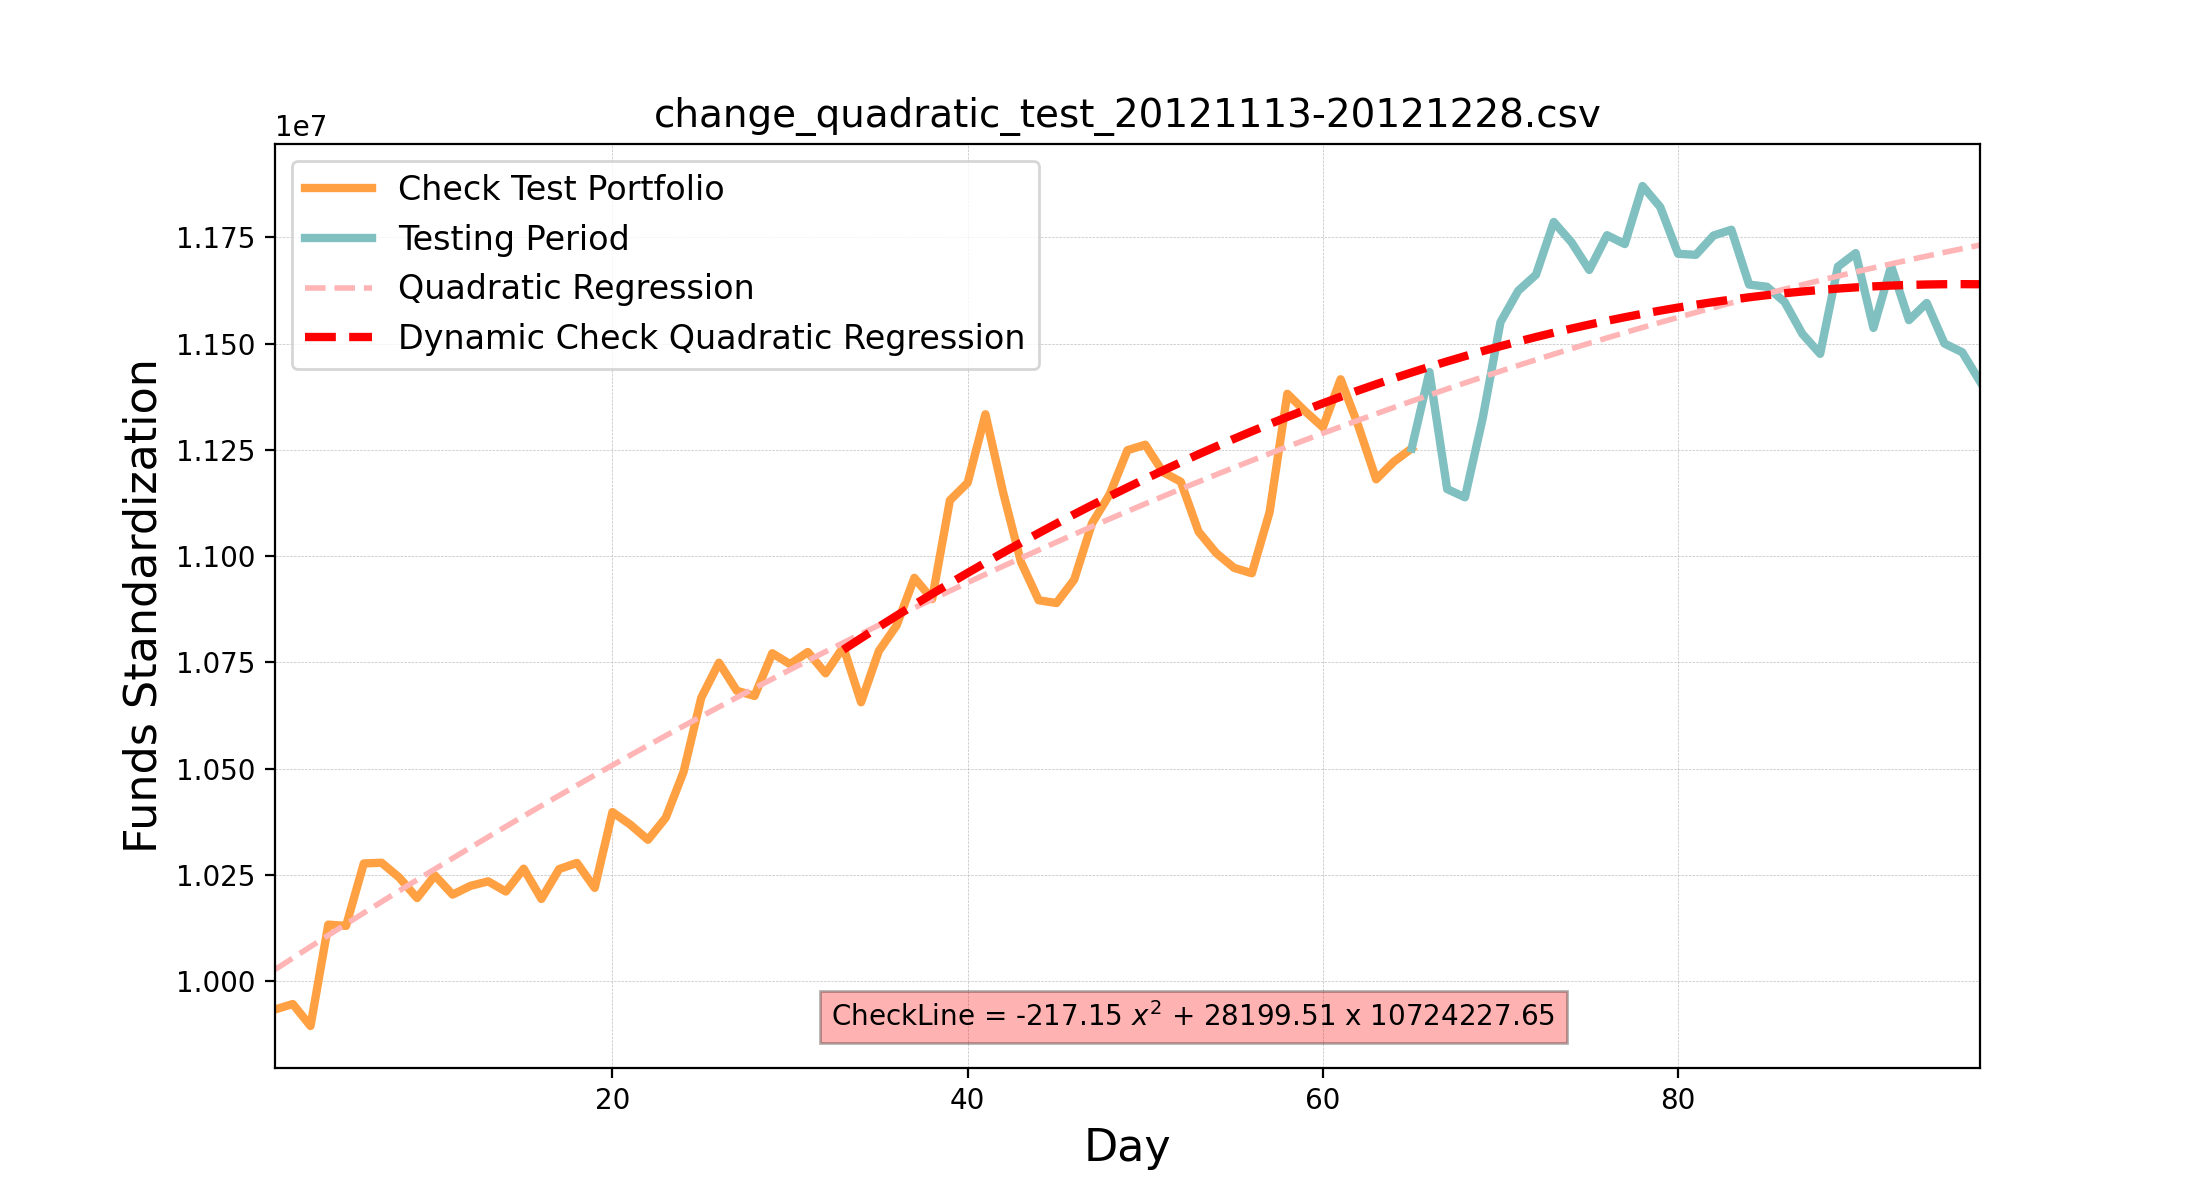 change_quadratic_test_20121113-20121228.csv
1e7
Check Test Portfolio
Testing Period
Quadratic Regression
Dynamic Check Quadratic Regression
1.175
1.150
1.125
1.100
1.075
1.050
1.025
1.000
Funds Standardization
CheckLine = -217.15 x² + 28199.51 x 10724227.65
20 40 60 80
Day